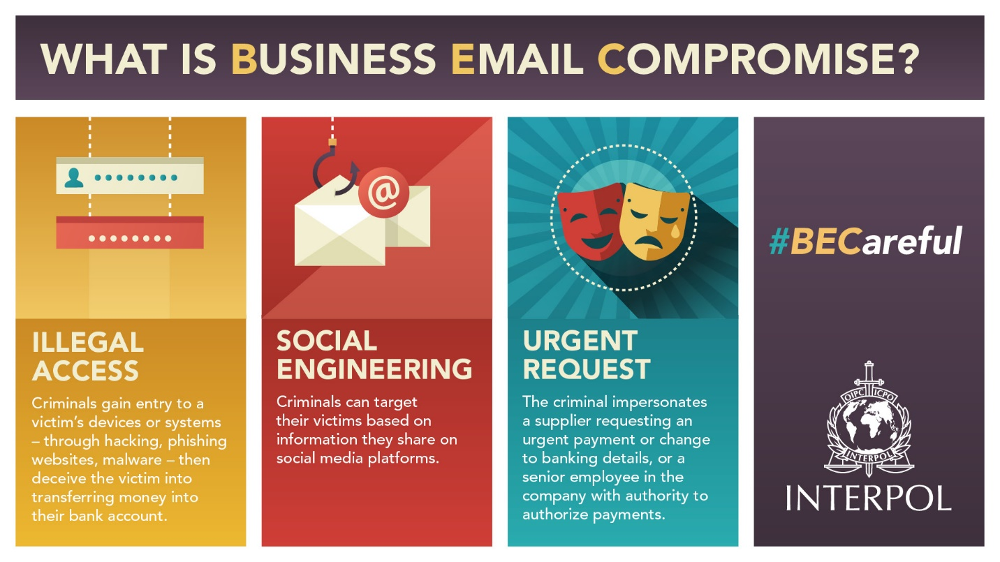 WHAT IS BUSINESS EMAIL COMPROMISE?
ILLEGAL
ACCESS
Criminals gain entry to a
victim's devices or systems
– through hacking, phishing
websites, malware – then
deceive the victim into
transferring money into
their bank account.
@
SOCIAL
ENGINEERING
Criminals can target
their victims based on
information they share on
social media platforms.
URGENT
REQUEST
The criminal impersonates
a supplier requesting an
urgent payment or change
to banking details, or a
senior employee in the
company with authority to
authorize payments.
#BECareful
OIPC ICPO
INTERPOL
INTERPOL